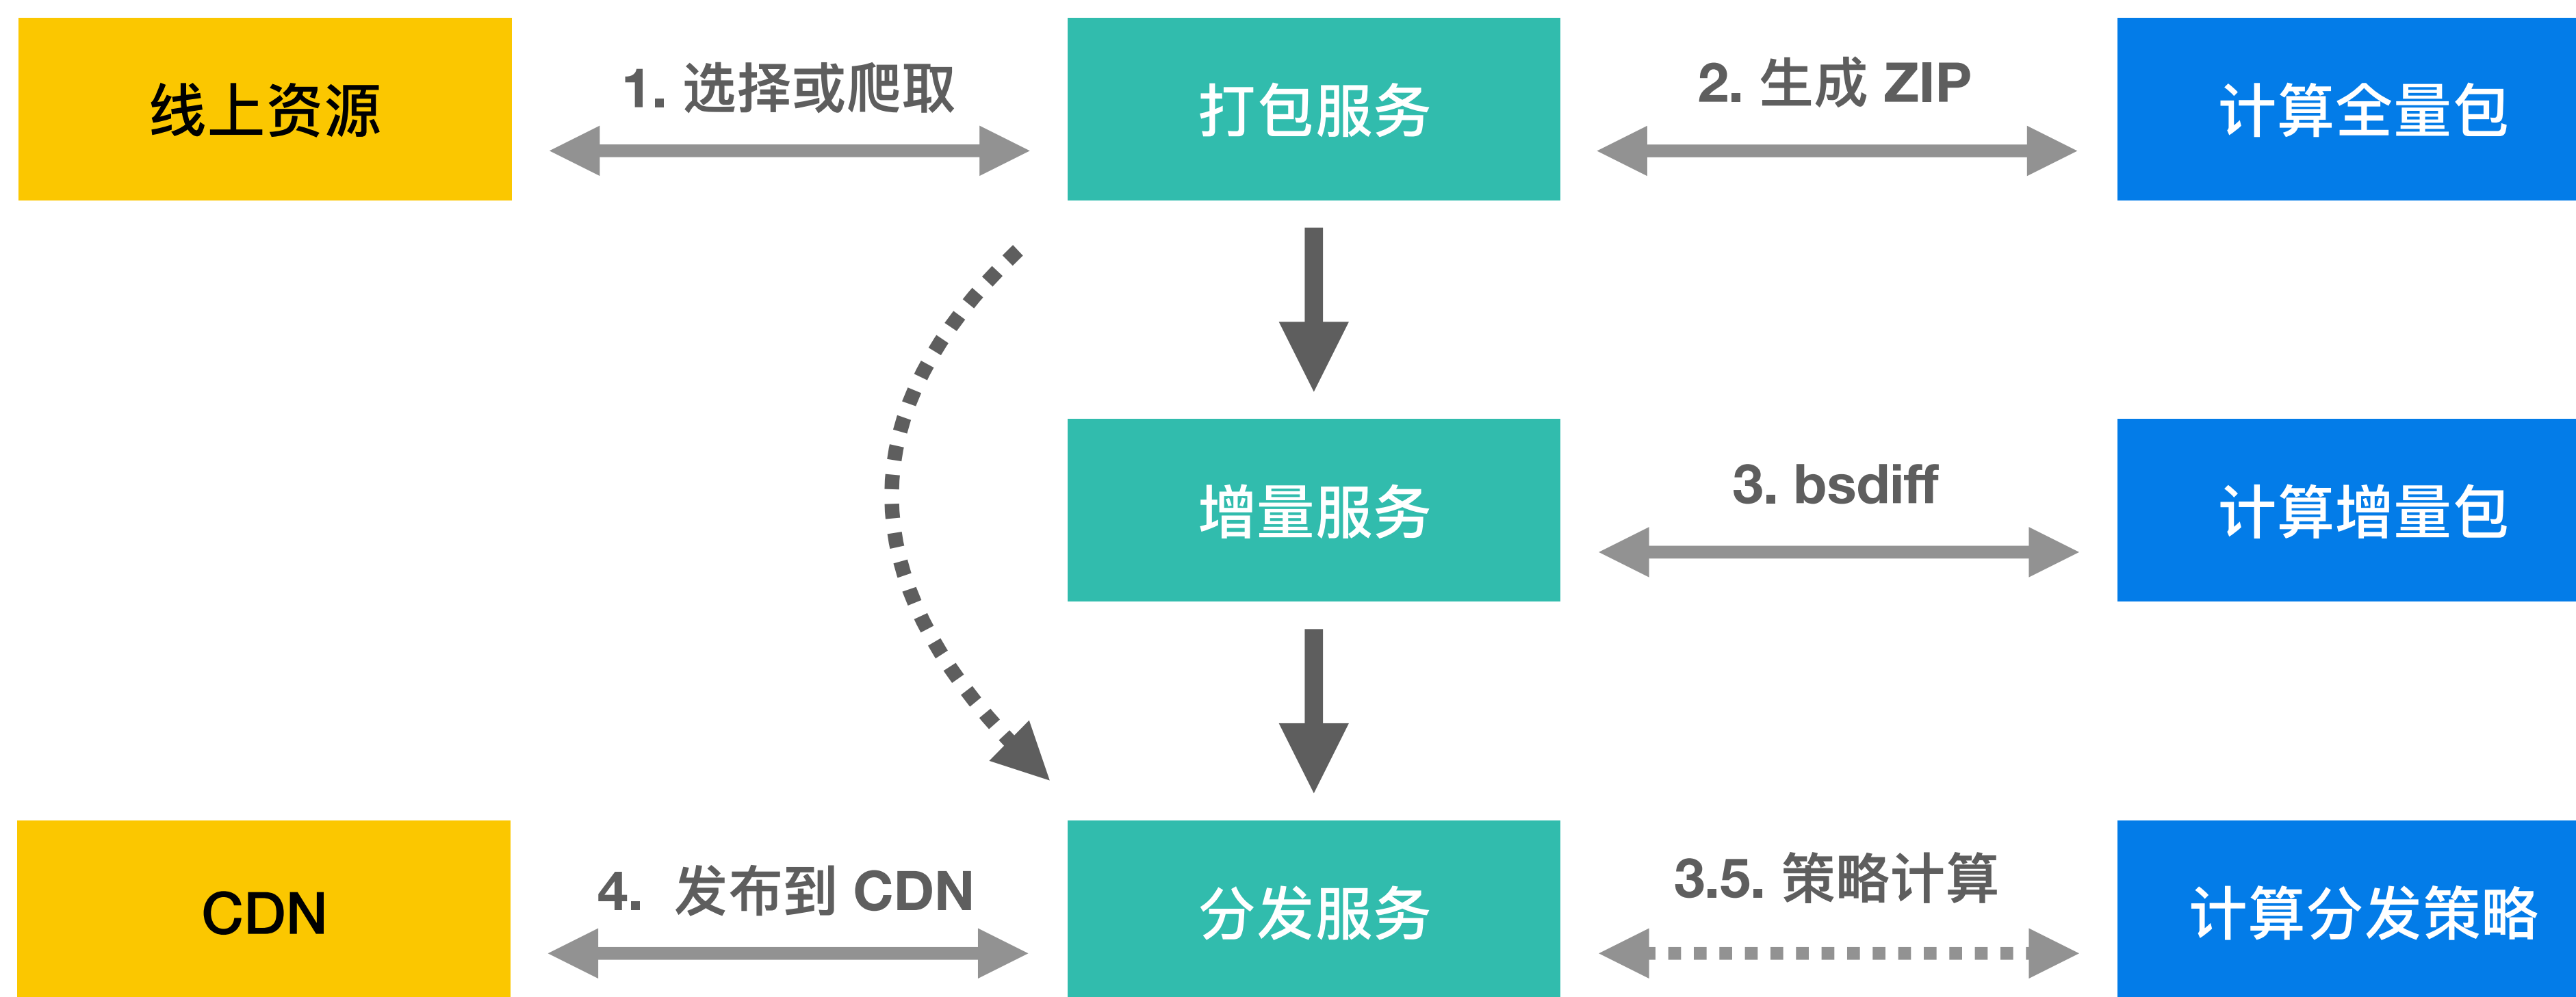 线上资源
1. 选择或爬取
打包服务
2. 生成 ZIP
计算全量包
增量服务
3. bsdiff
计算增量包
CDN
4. 发布到 CDN
分发服务
3.5. 策略计算
计算分发策略